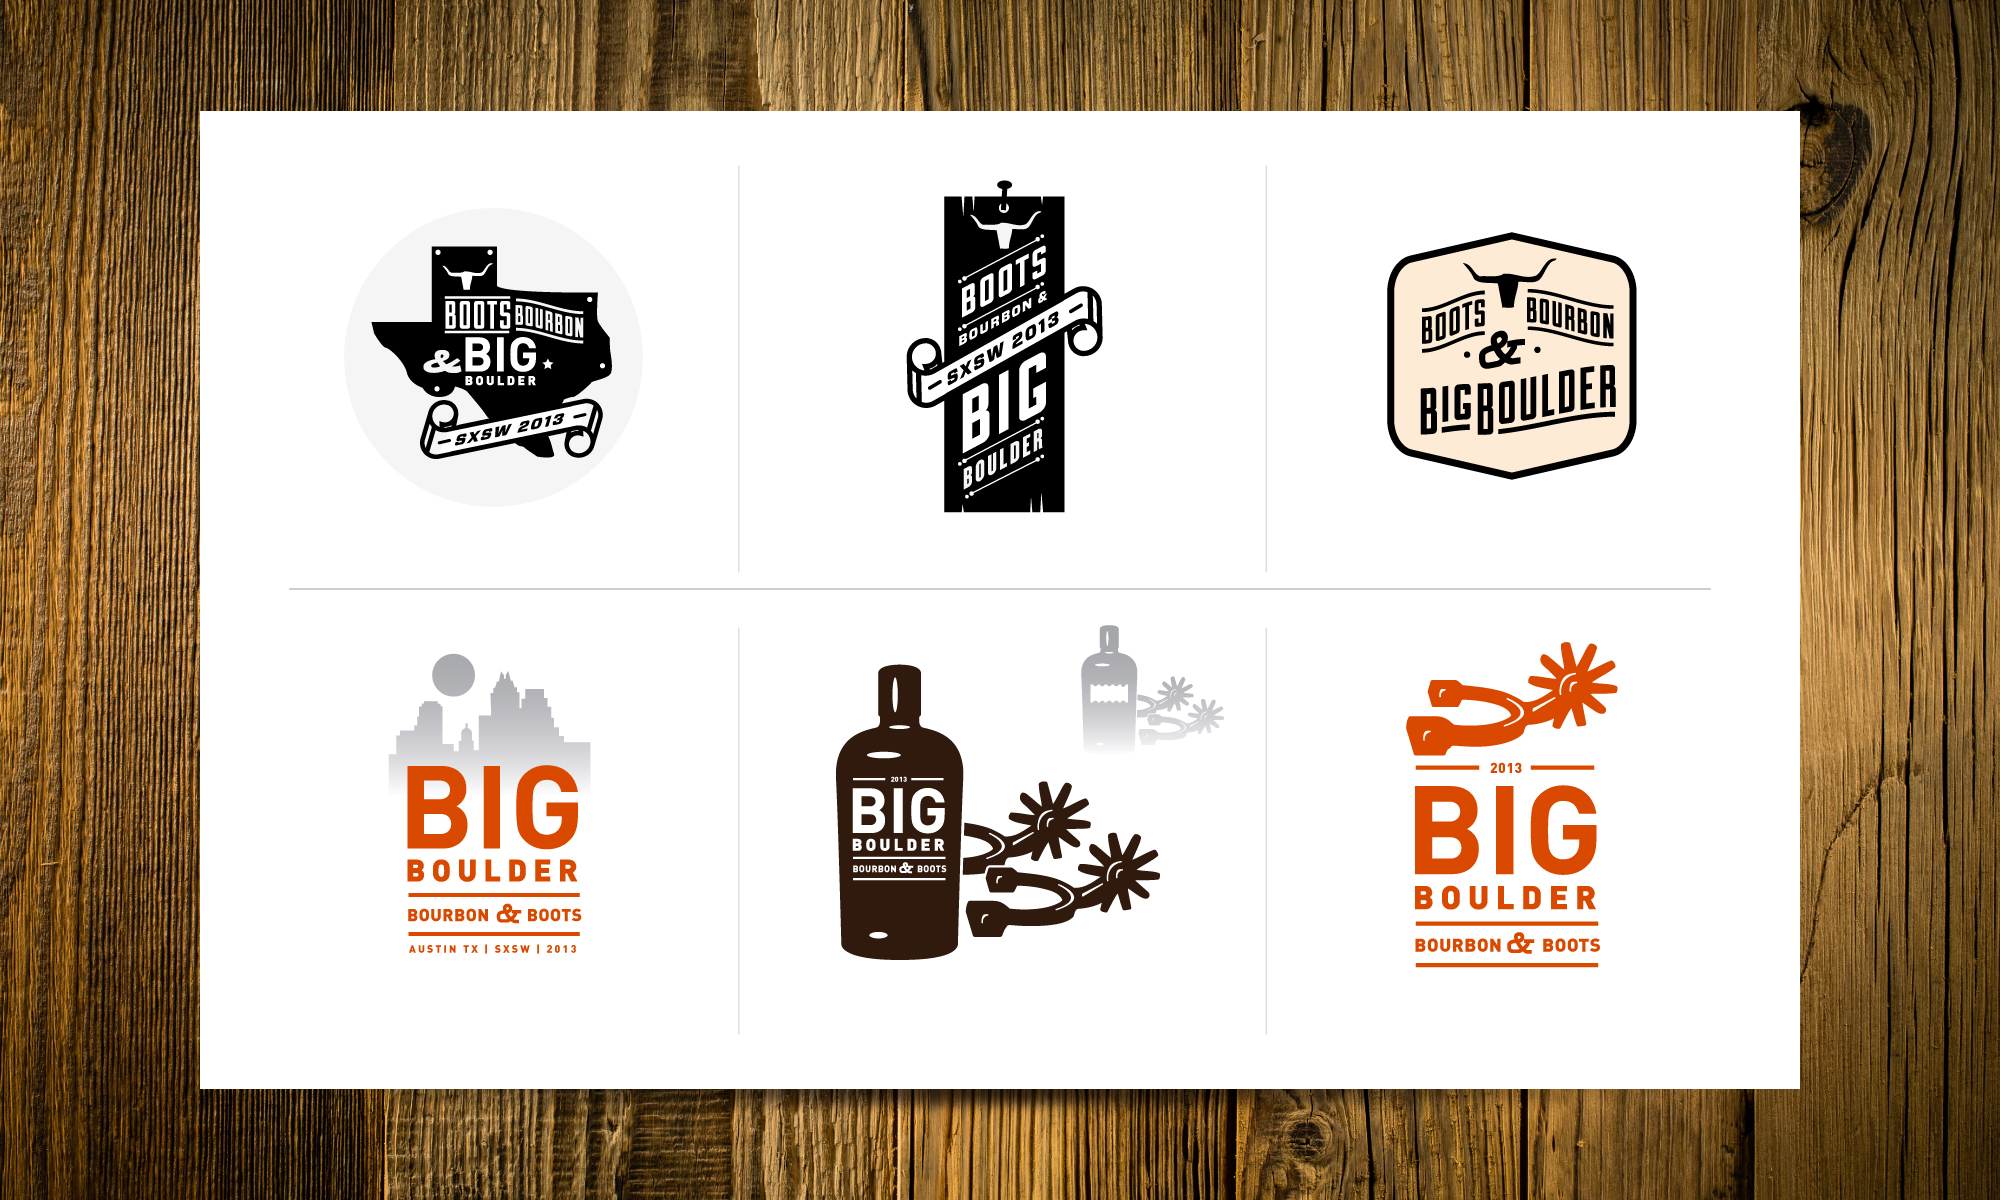 BOOTS BOURBON
& BIG
BOULDER
- SXSW 2013 -
BOOTS
BOURBON &
- SXSW 2013 -
BIG
BOULDER
BOOTS BOURBON
&
BIG BOULDER
BIG
BOULDER
BOURBON & BOOTS
AUSTIN TX | SXSW | 2013
2013
BIG
BOULDER
BOURBON & BOOTS
2013
BIG
BOULDER
BOURBON & BOOTS